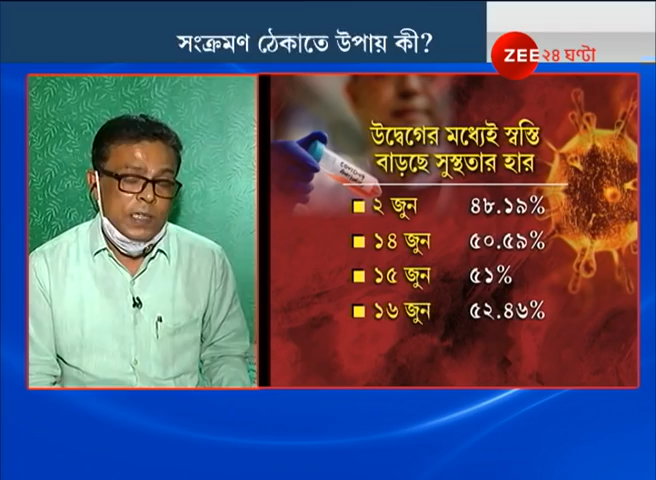 সংক্রমণ ঠেকাতে উপায় কী?
ZEE ২৪ ঘণ্টা
উদ্বেগের মধ্যেই স্বস্তি
বাড়ছে সুস্থতার হার
২ জুন ৪৮.১৯%
১৪ জুন ৫০.৫৯%
১৫ জুন ৫১%
১৬ জুন ৫২.৪৬%